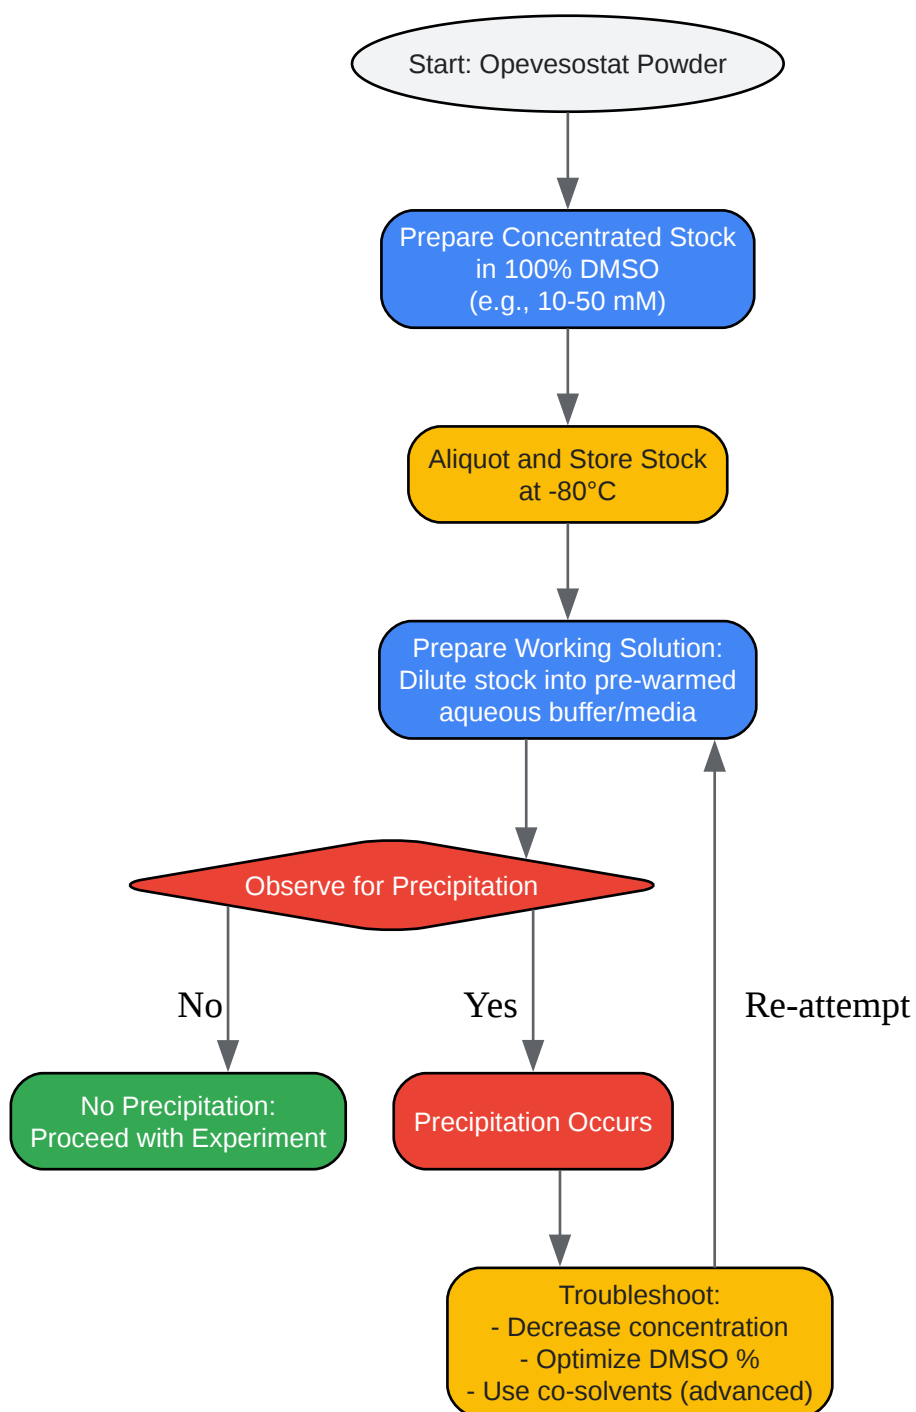 Start: Opevesostat Powder
Prepare Concentrated Stock
in 100% DMSO
(e.g., 10-50 mM)
Aliquot and Store Stock
at -80°C
Prepare Working Solution:
Dilute stock into pre-warmed
aqueous buffer/media
Observe for Precipitation
No
Yes
Re-attempt
No Precipitation:
Proceed with Experiment
Precipitation Occurs
Troubleshoot:
- Decrease concentration
- Optimize DMSO %
- Use co-solvents (advanced)